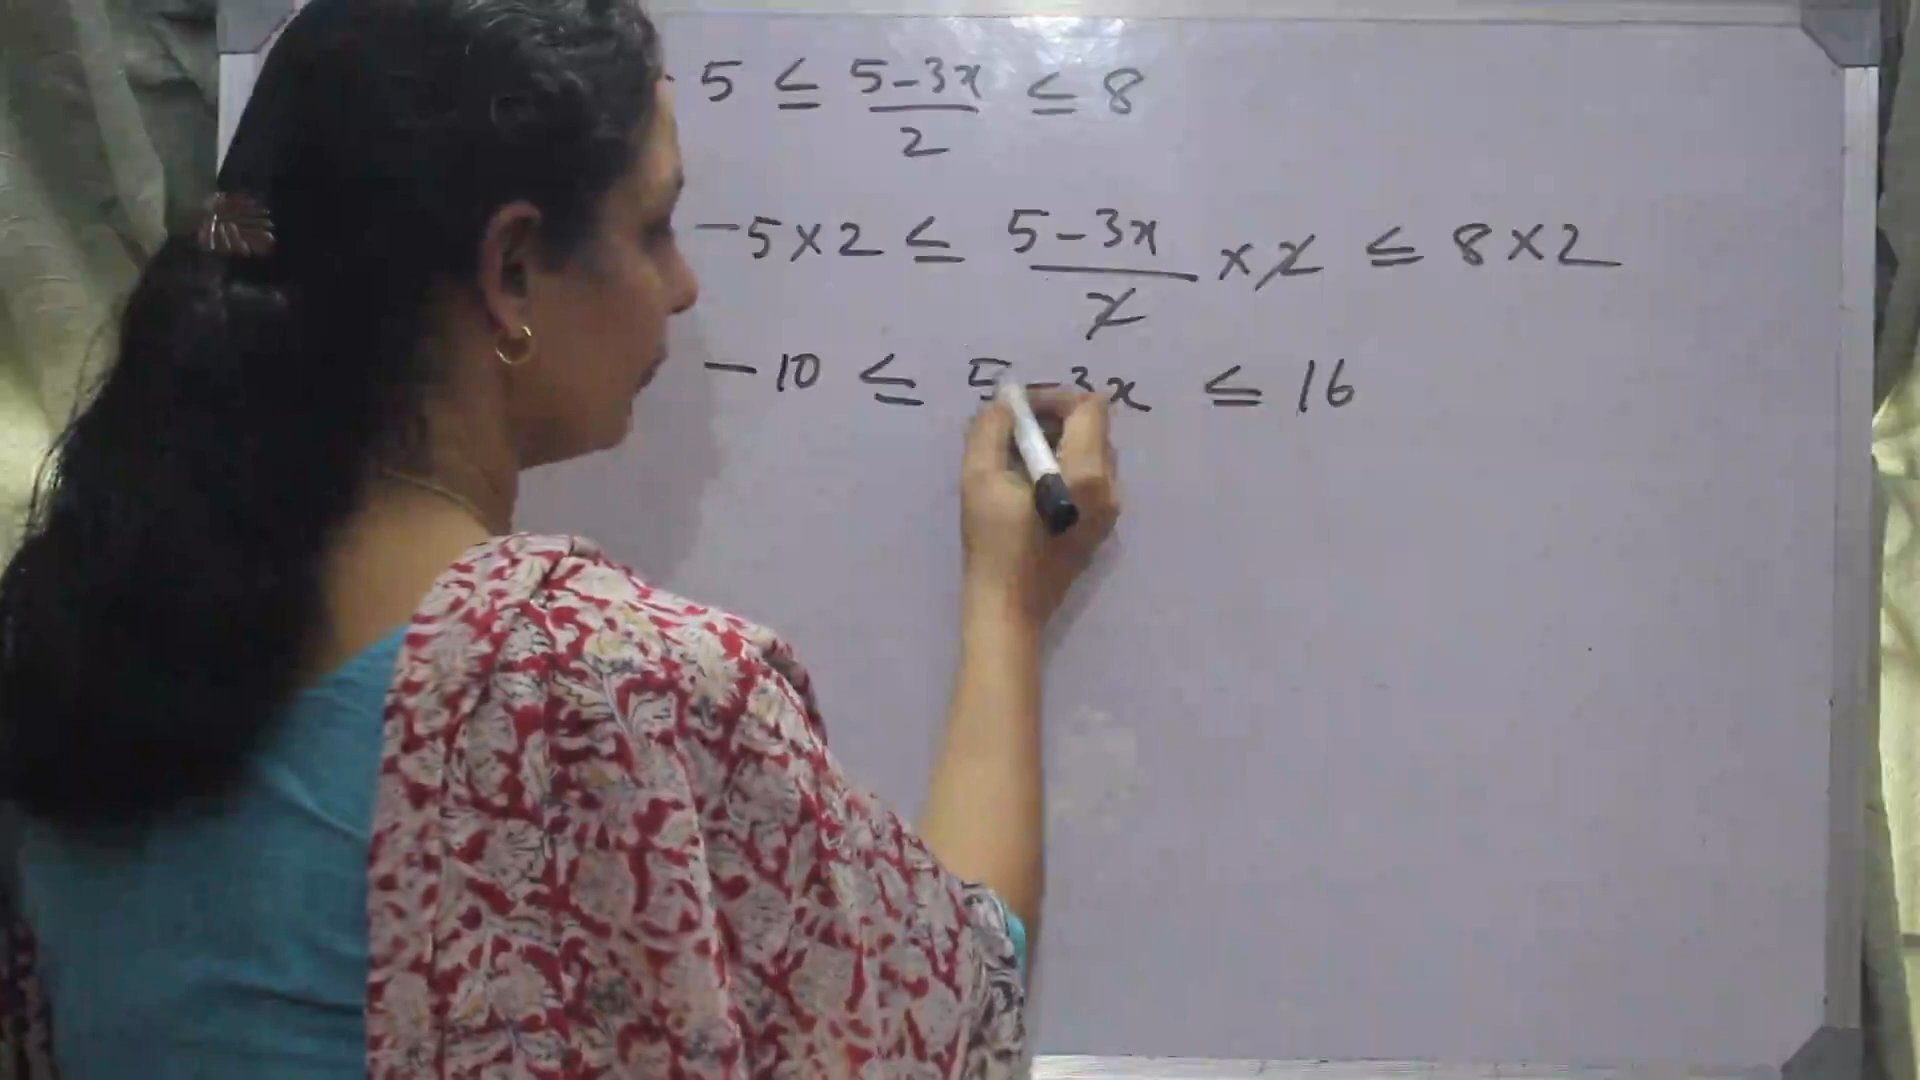 - 5 ≤ 5-3x/2 ≤ 8
-5×2 ≤ 5-3x/2 ×2 ≤ 8×2
-10 ≤ 5-3x ≤ 16